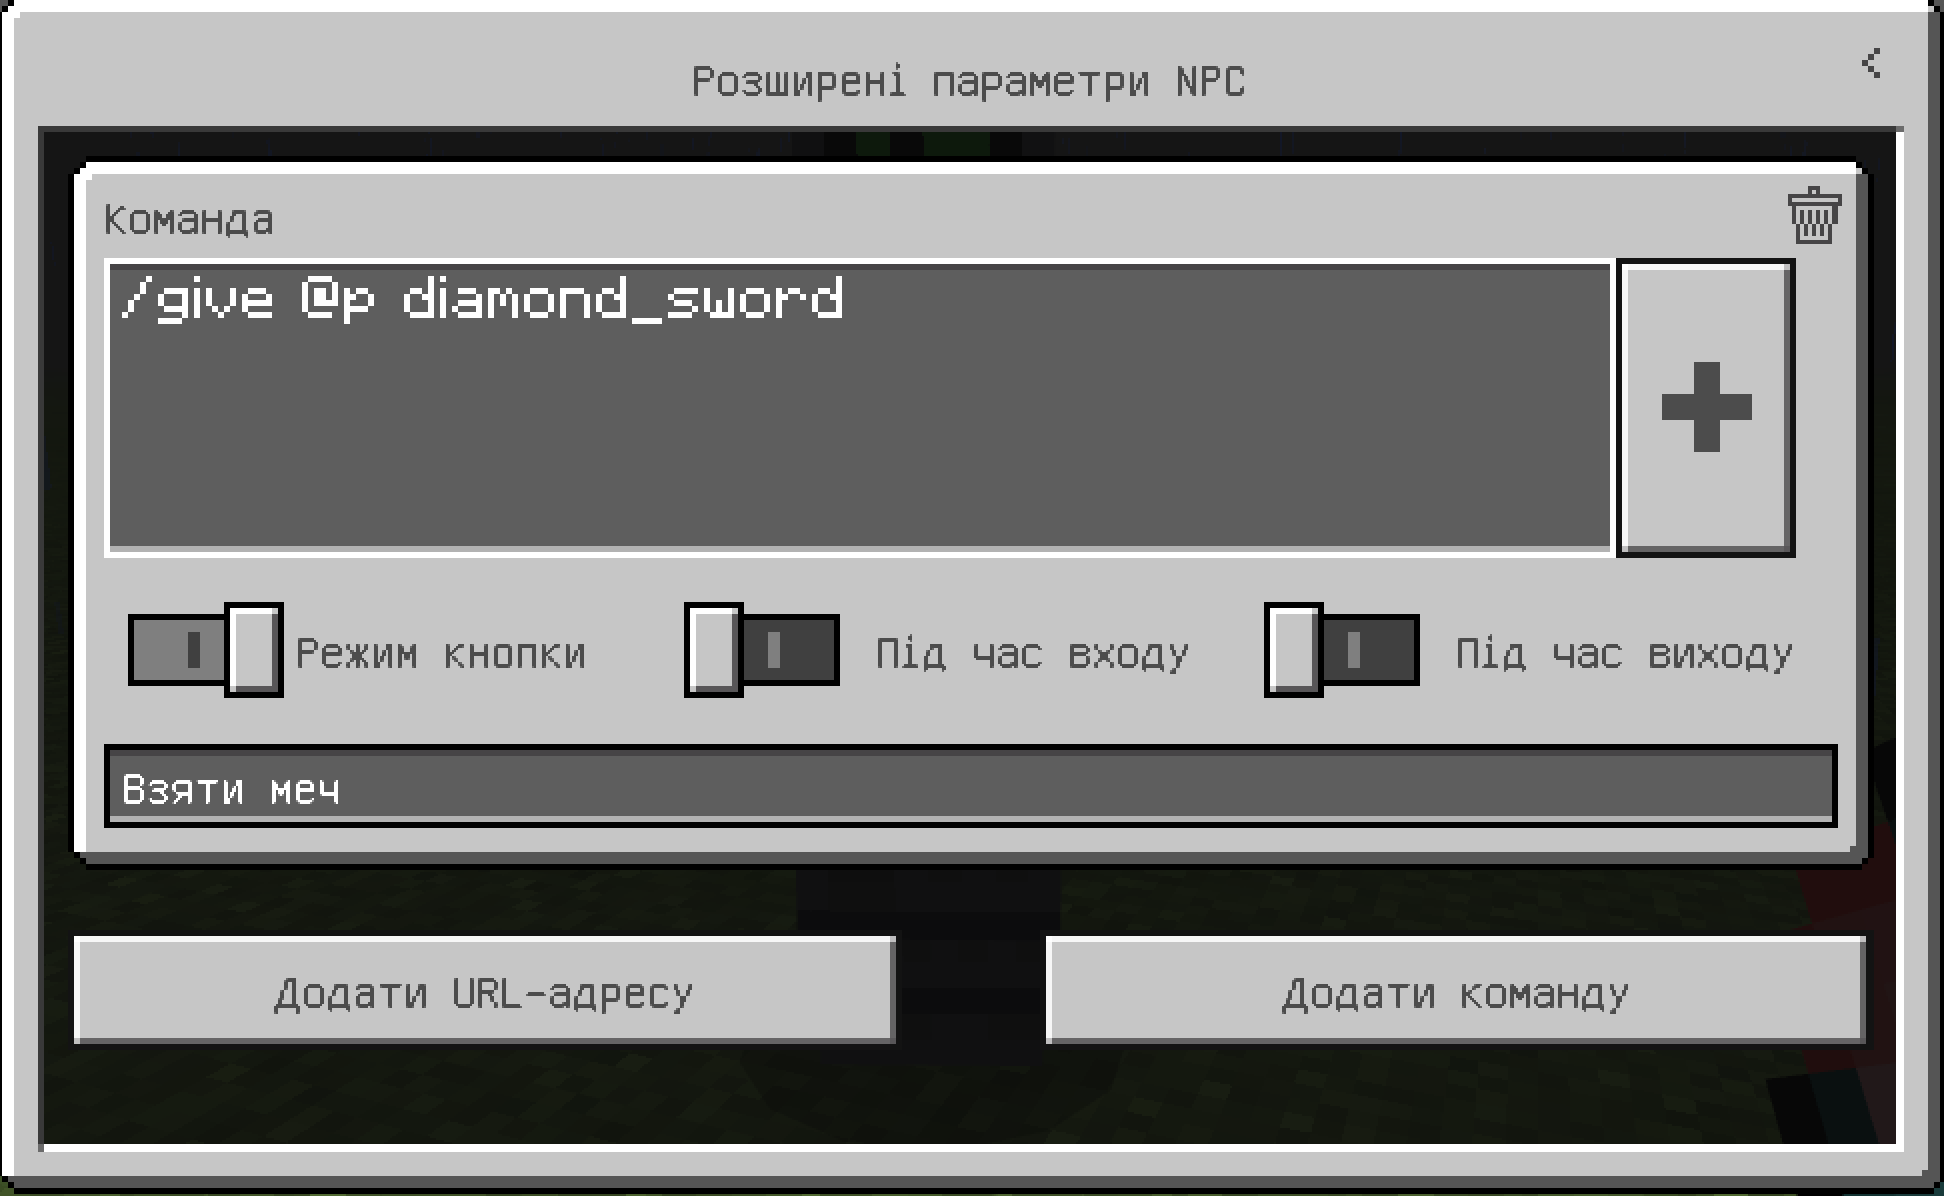 Розширені параметри NPC
Команда
/give @p diamond_sword
Режим кнопки
Під час входу
Під час виходу
Взяти меч
Додати URL-адресу
Додати команду